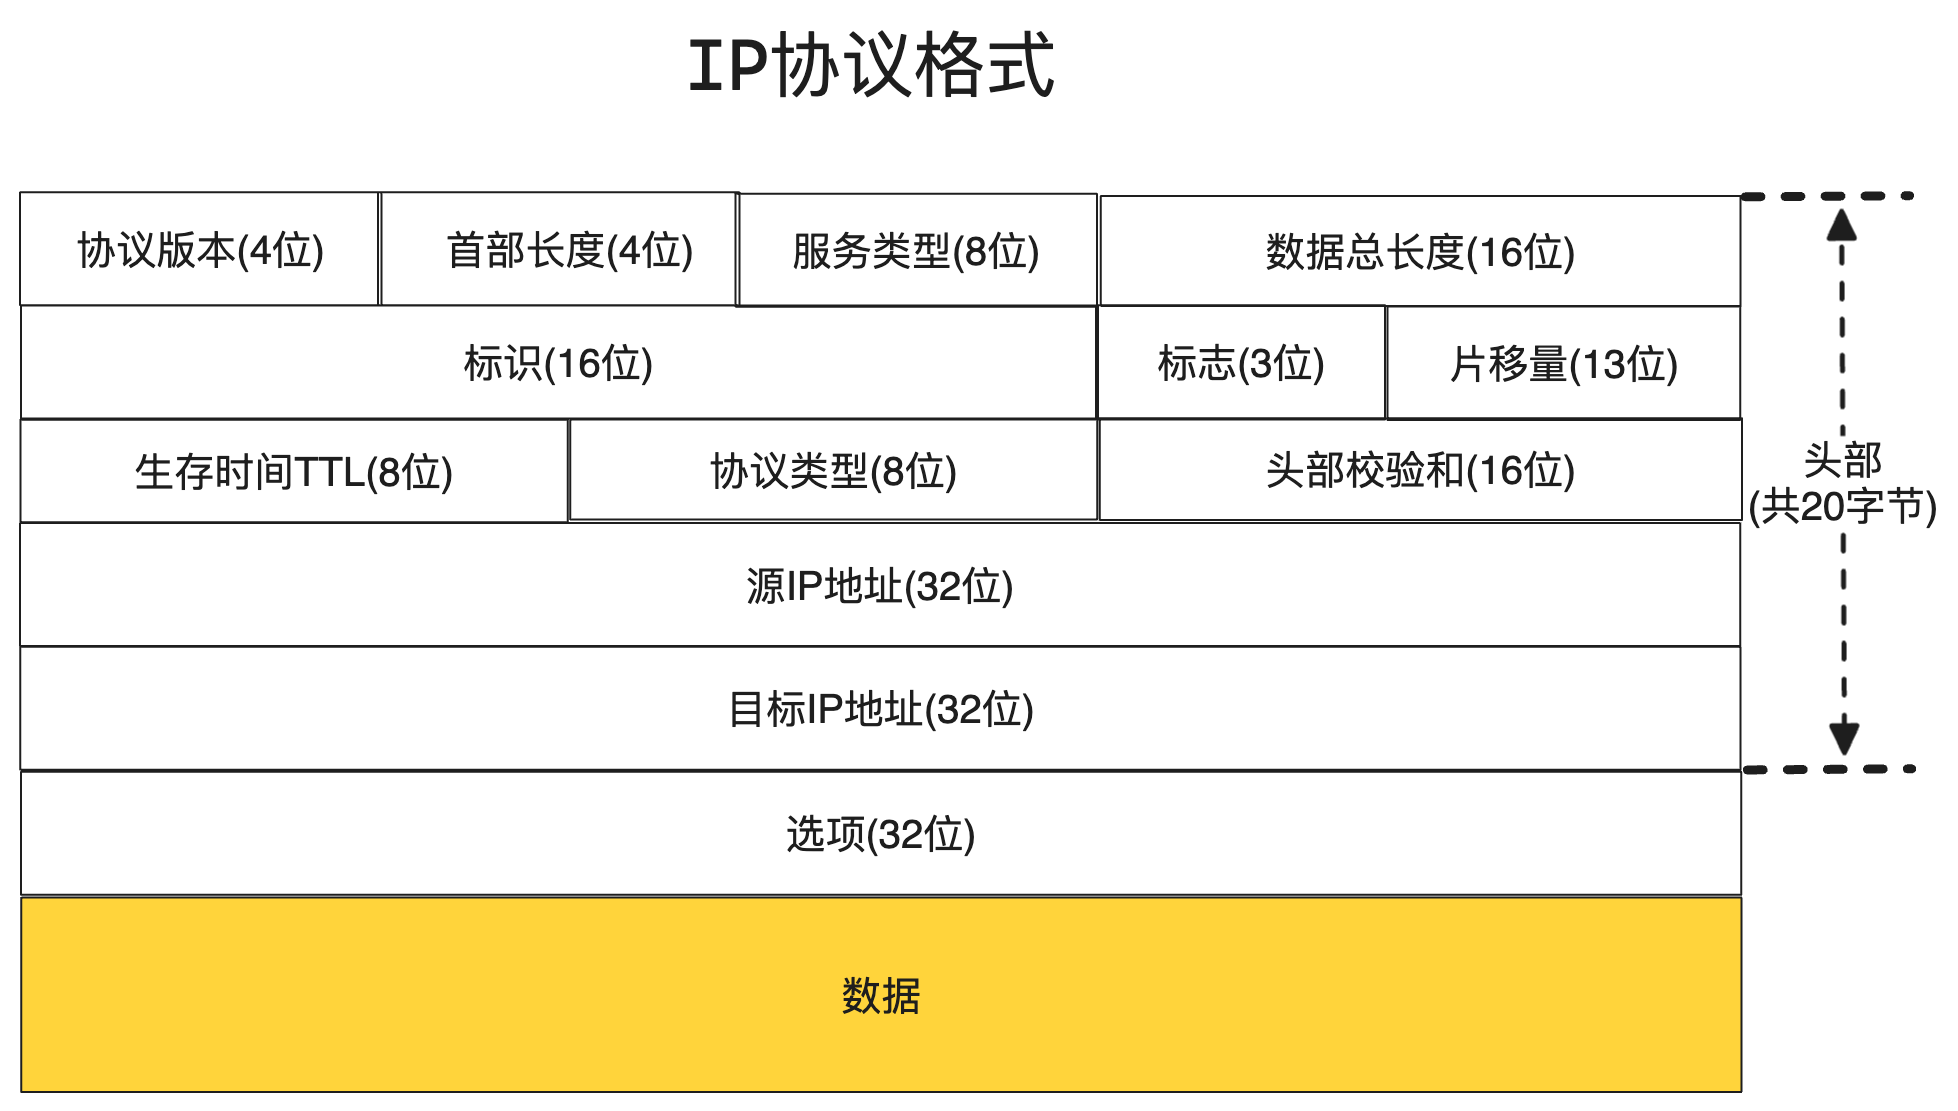 IP协议格式
协议版本(4位)
首部长度(4位)
服务类型(8位)
数据总长度(16位)
标识(16位)
标志(3位)
片移量(13位)
生存时间TTL(8位)
协议类型(8位)
头部校验和(16位)
头部
(共20字节)
源IP地址(32位)
目标IP地址(32位)
选项(32位)
数据